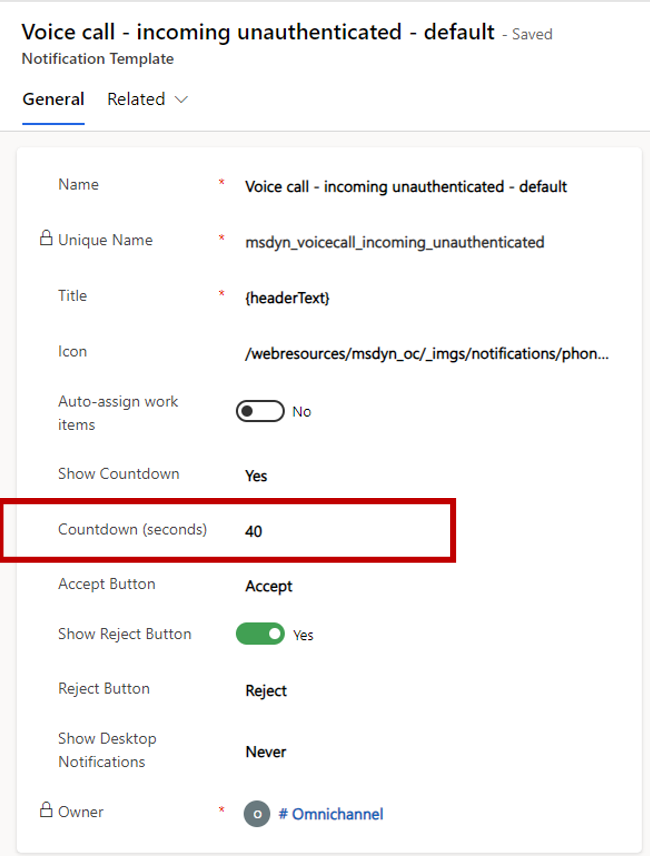 Voice call - incoming unauthenticated - default - Saved
Notification Template
General Related
Name * Voice call - incoming unauthenticated - default
Unique Name * msdyn_voicecall_incoming_unauthenticated
Title * {headerText}
Icon /webresources/msdyn_oc/_imgs/notifications/phon...
Auto-assign work
items No
Show Countdown Yes
Countdown (seconds) 40
Accept Button Accept
Show Reject Button Yes
Reject Button Reject
Show Desktop
Notifications Never
Owner * O # Omnichannel